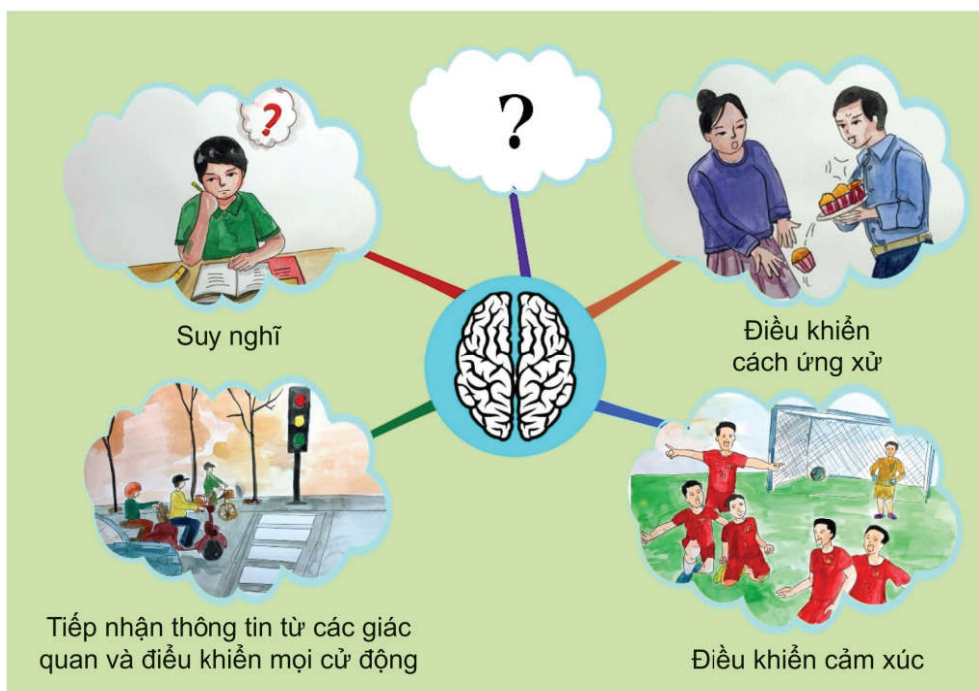 ?
?
Suy nghĩ
Điều khiển
cách ứng xử
Tiếp nhận thông tin từ các giác
quan và điểu khiển mọi cử động
Điều khiển cảm xúc